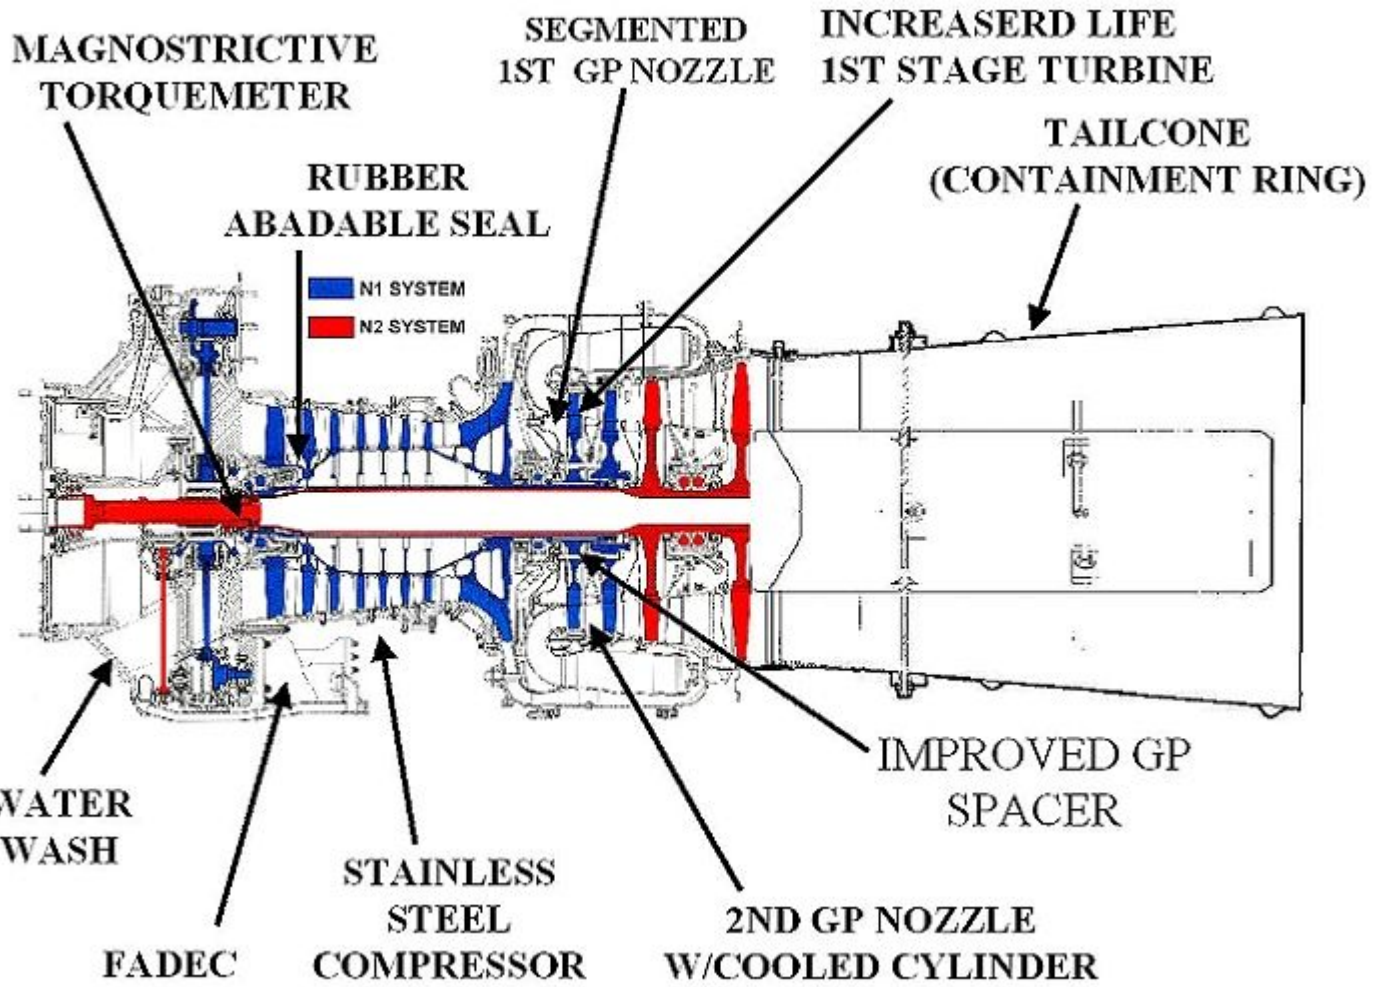 MAGNOSTRICTIVE
TORQUEMETER
SEGMENTED
1ST GP NOZZLE
INCREASERD LIFE
1ST STAGE TURBINE
TAILCONE
(CONTAINMENT RING)
RUBBER
ABADABLE SEAL
N1 SYSTEM
N2 SYSTEM
WATER
WASH
FADEC
STAINLESS
STEEL
COMPRESSOR
2ND GP NOZZLE
W/COOLED CYLINDER
IMPROVED GP
SPACER